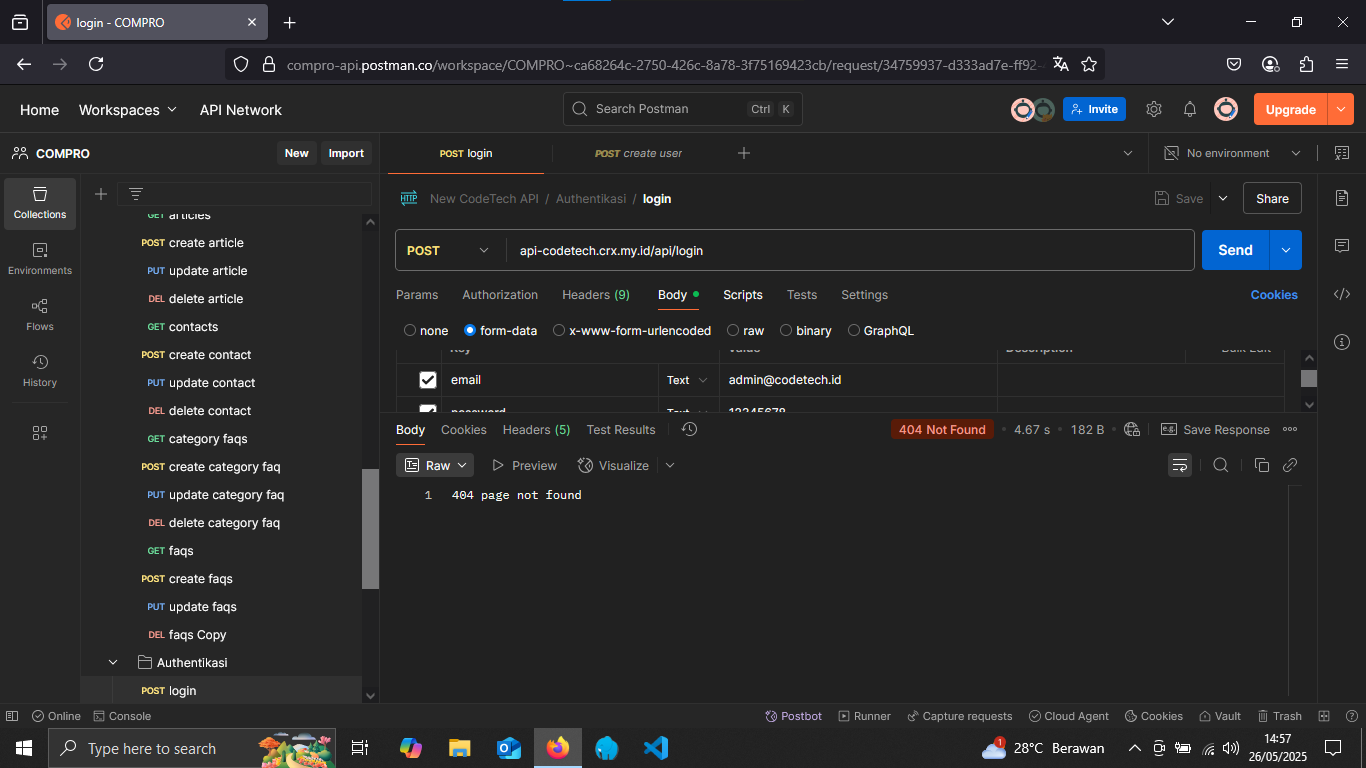 login - COMPRO
compro-api.postman.co/workspace/COMPRO~ca68264c-2750-426c-8a78-3f75169423cb/request/34759937-d333ad7e-ff92-
Home Workspaces API Network Search Postman Ctrl K Invite Upgrade
COMPRO New Import POST login POST create user No environment
Collections
Environments
Flows
History
GET articles
POST create article
PUT update article
DEL delete article
GET contacts
POST create contact
PUT update contact
DEL delete contact
GET category faqs
POST create category faq
PUT update category faq
DEL delete category faq
GET faqs
POST create faqs
PUT update faqs
DEL faqs Copy
Authentikasi
POST login
HTTP New CodeTech API / Authentikasi / login Save Share
POST api-codetech.crx.my.id/api/login Send
Params Authorization Headers (9) Body Scripts Tests Settings Cookies
none form-data x-www-form-urlencoded raw binary GraphQL
Key Value Description Bulk Edit
email Text admin@codetech.id
password Text 12345678
Body Cookies Headers (5) Test Results 404 Not Found 4.67 s 182 B e.g. Save Response
Raw Preview Visualize
1 404 page not found
Online Console Postbot Runner Capture requests Cloud Agent Cookies Vault Trash
Type here to search 1 28°C Berawan 14:57
26/05/2025